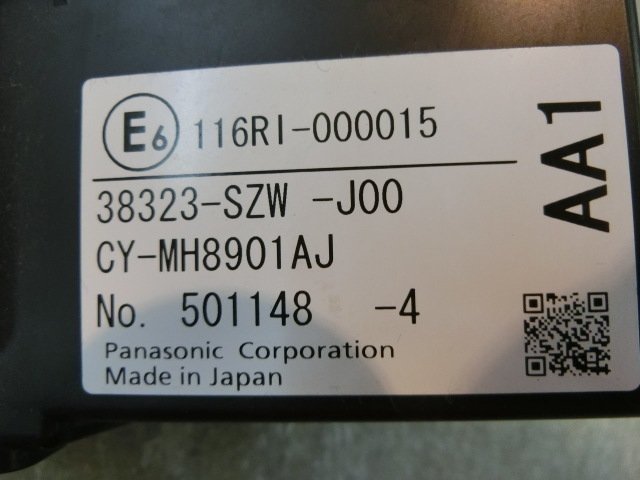 E6 116RI-000015
38323-SZW -J00
CY-MH8901AJ
No. 501148 -4
Panasonic Corporation
Made in Japan
AA1